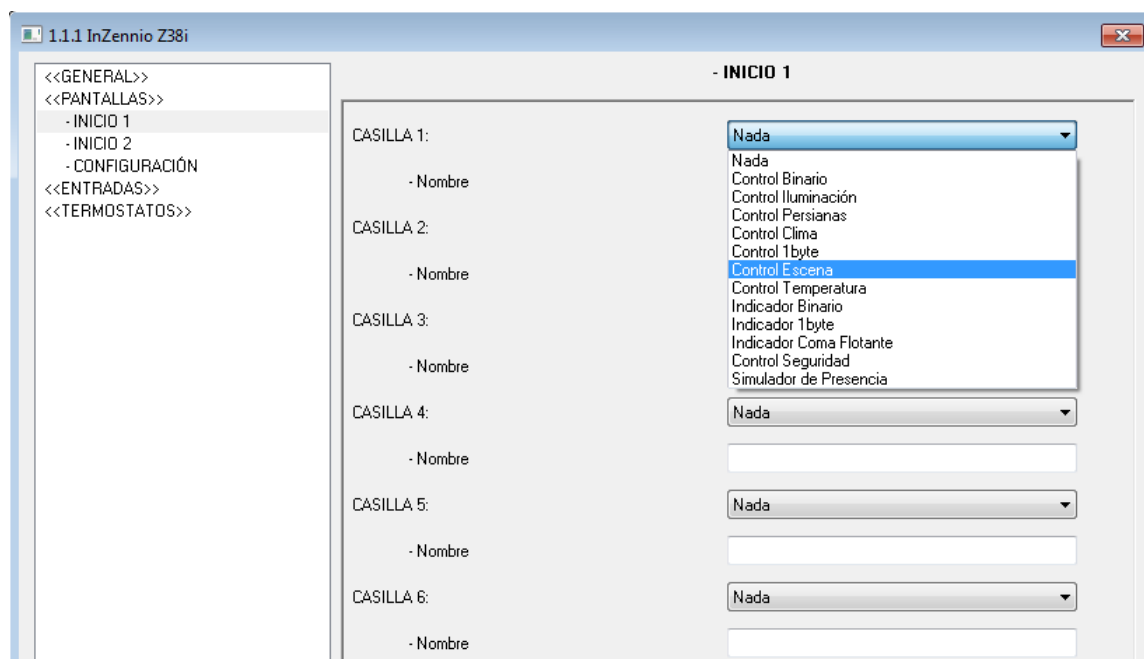 1.1.1 InZennio Z38i
<<GENERAL>>
<<PANTALLAS>>
- INICIO 1
- INICIO 2
- CONFIGURACIÓN
<<ENTRADAS>>
<<TERMOSTATOS>>
- INICIO 1
CASILLA 1:
Nada
Nada
Control Binario
Control Iluminación
Control Persianas
Control Clima
Control 1byte
Control Escena
Control Temperatura
Indicador Binario
Indicador 1byte
Indicador Coma Flotante
Control Seguridad
Simulador de Presencia
- Nombre
CASILLA 2:
- Nombre
CASILLA 3:
- Nombre
CASILLA 4:
Nada
- Nombre
CASILLA 5:
Nada
- Nombre
CASILLA 6:
Nada
- Nombre